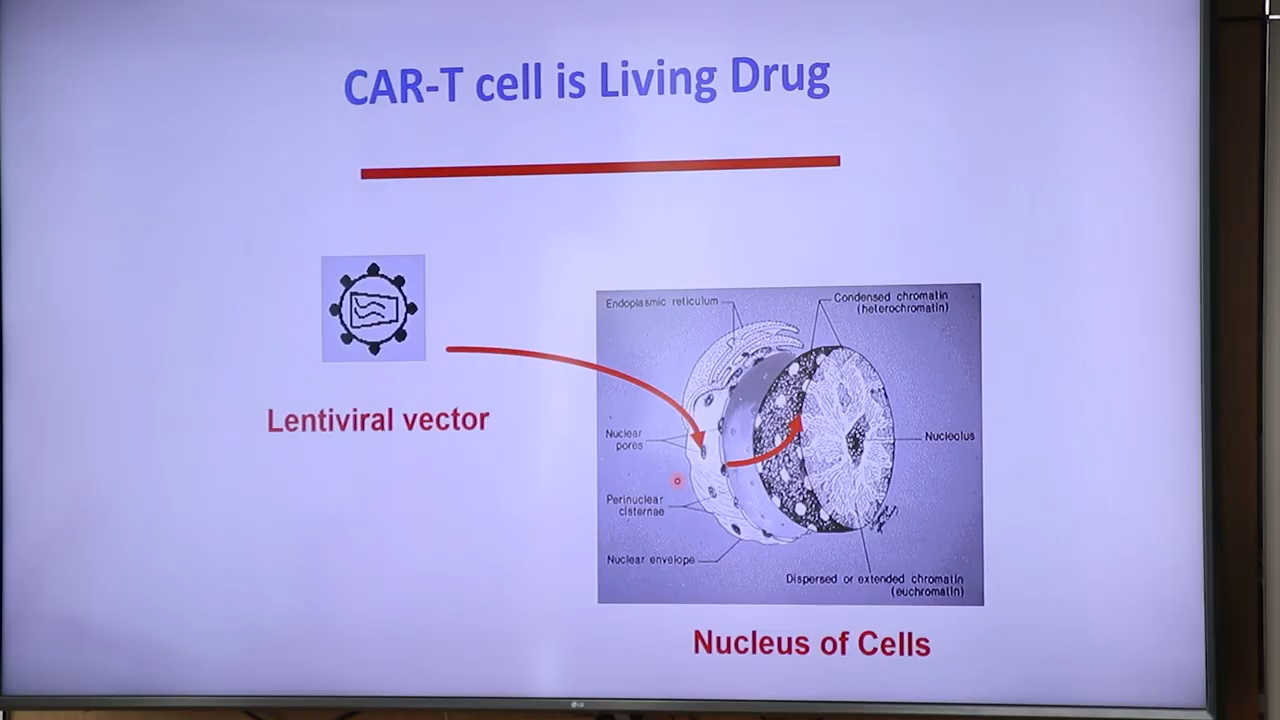 CAR-T cell is Living Drug
Endoplasmic reticulum
Condensed chromatin
(heterochromatin)
Lentiviral vector
Nuclear
pores
Nucleolus
Perinuclear
cisternae
Nuclear envelope
Dispersed or extended chromatin
(euchromatin)
Nucleus of Cells
LG